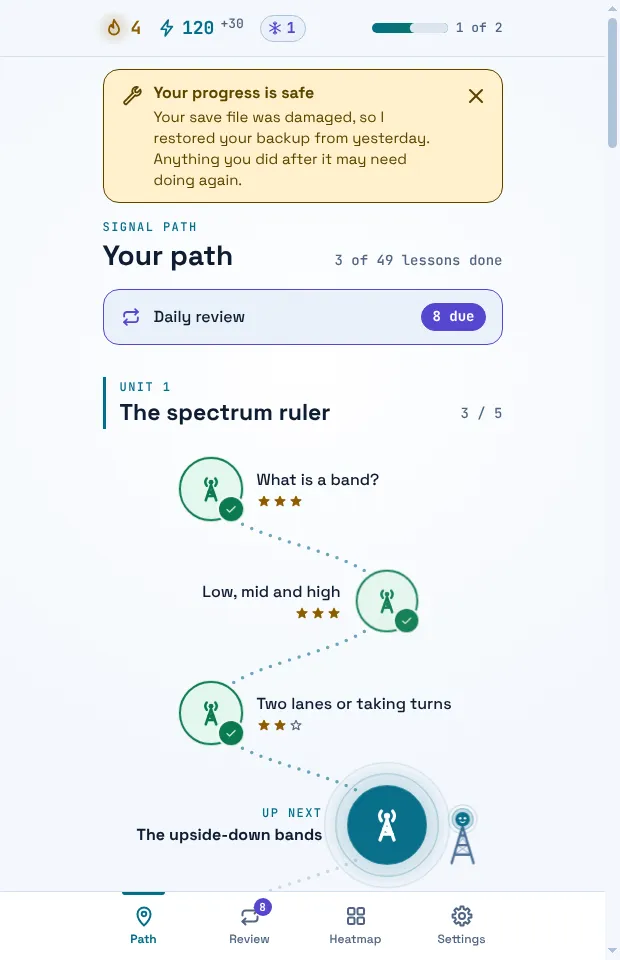 4 120 +30 1 1 of 2
Your progress is safe
Your save file was damaged, so I
restored your backup from yesterday.
Anything you did after it may need
doing again.
SIGNAL PATH
Your path 3 of 49 lessons done
Daily review 8 due
UNIT 1
The spectrum ruler 3 / 5
What is a band?
Low, mid and high
Two lanes or taking turns
UP NEXT
The upside-down bands
8
Path Review Heatmap Settings